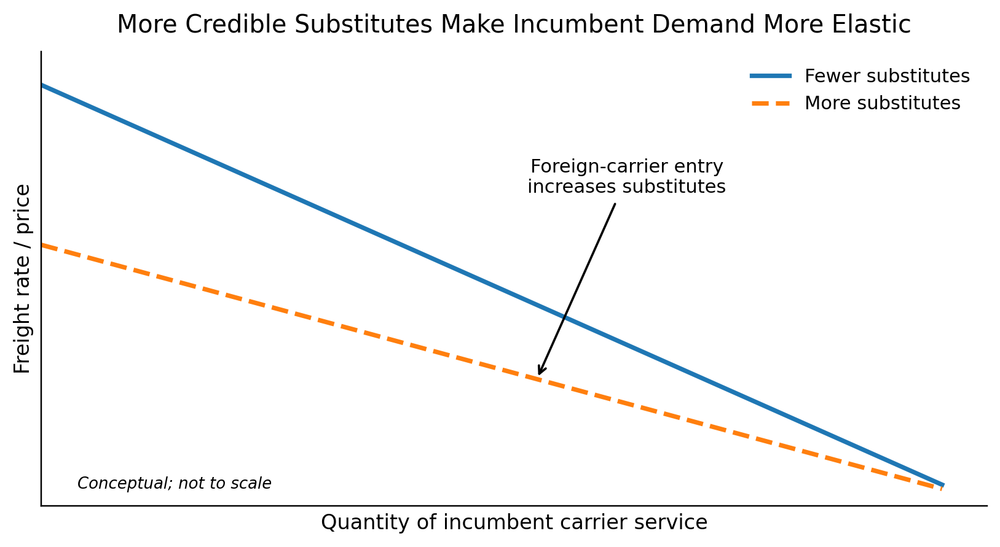 More Credible Substitutes Make Incumbent Demand More Elastic
Fewer substitutes
More substitutes
Foreign-carrier entry
increases substitutes
Freight rate / price
Conceptual; not to scale
Quantity of incumbent carrier service